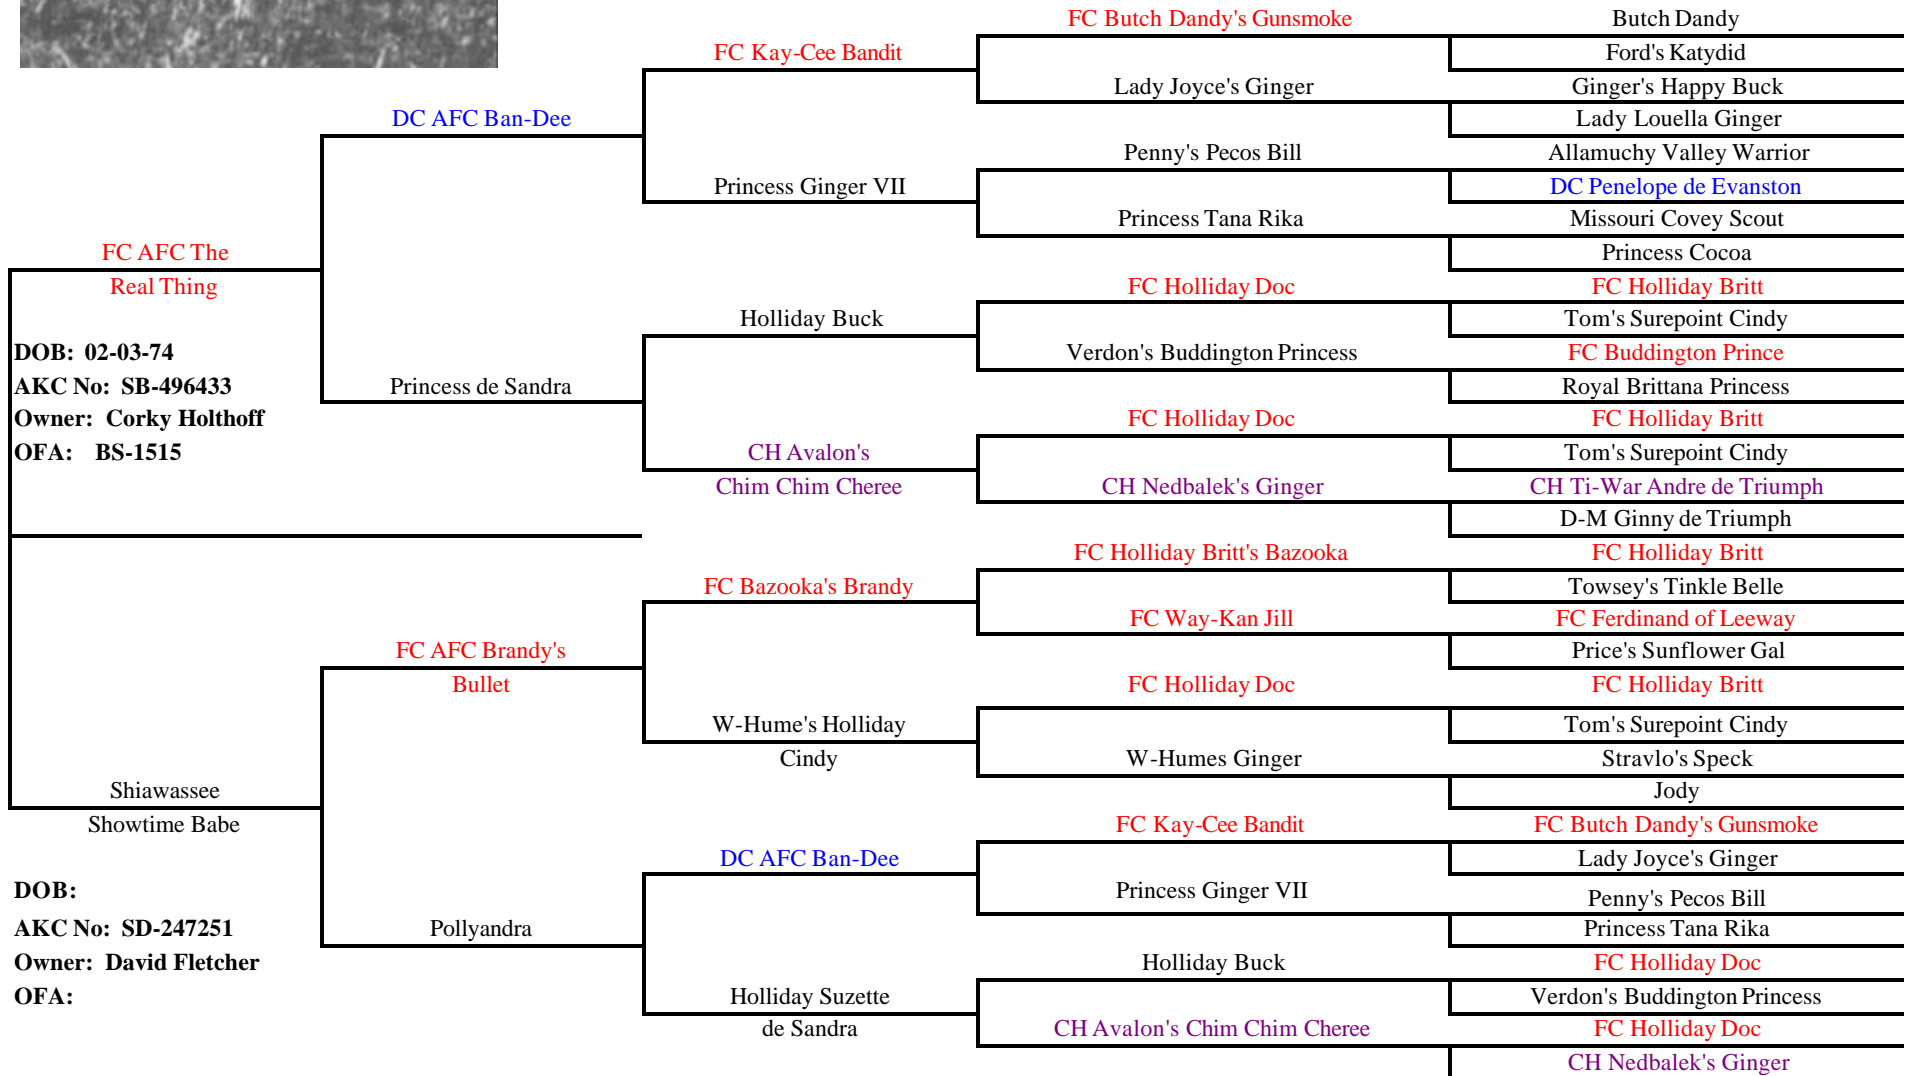 FC Butch Dandy's Gunsmoke
Butch Dandy
FC Kay-Cee Bandit
Ford's Katydid
Lady Joyce's Ginger
Ginger's Happy Buck
DC AFC Ban-Dee
Lady Louella Ginger
Penny's Pecos Bill
Allamuchy Valley Warrior
Princess Ginger VII
DC Penelope de Evanston
Princess Tana Rika
Missouri Covey Scout
FC AFC The
Princess Cocoa
Real Thing
FC Holliday Doc
FC Holliday Britt
Holliday Buck
Tom's Surepoint Cindy
DOB: 02-03-74
Verdon's Buddington Princess
FC Buddington Prince
AKC No: SB-496433
Princess de Sandra
Royal Brittana Princess
Owner: Corky Holthoff
FC Holliday Doc
FC Holliday Britt
OFA: BS-1515
CH Avalon's
Tom's Surepoint Cindy
Chim Chim Cheree
CH Nedbalek's Ginger
CH Ti-War Andre de Triumph
D-M Ginny de Triumph
FC Holliday Britt's Bazooka
FC Holliday Britt
FC Bazooka's Brandy
Towsey's Tinkle Belle
FC Way-Kan Jill
FC Ferdinand of Leeway
FC AFC Brandy's
Price's Sunflower Gal
Bullet
FC Holliday Doc
FC Holliday Britt
W-Hume's Holliday
Tom's Surepoint Cindy
Cindy
W-Humes Ginger
Stravlo's Speck
Shiawassee
Jody
Showtime Babe
FC Kay-Cee Bandit
FC Butch Dandy's Gunsmoke
DC AFC Ban-Dee
Lady Joyce's Ginger
DOB:
Princess Ginger VII
Penny's Pecos Bill
AKC No: SD-247251
Pollyandra
Princess Tana Rika
Owner: David Fletcher
Holliday Buck
FC Holliday Doc
OFA:
Holliday Suzette
Verdon's Buddington Princess
de Sandra
CH Avalon's Chim Chim Cheree
FC Holliday Doc
CH Nedbalek's Ginger